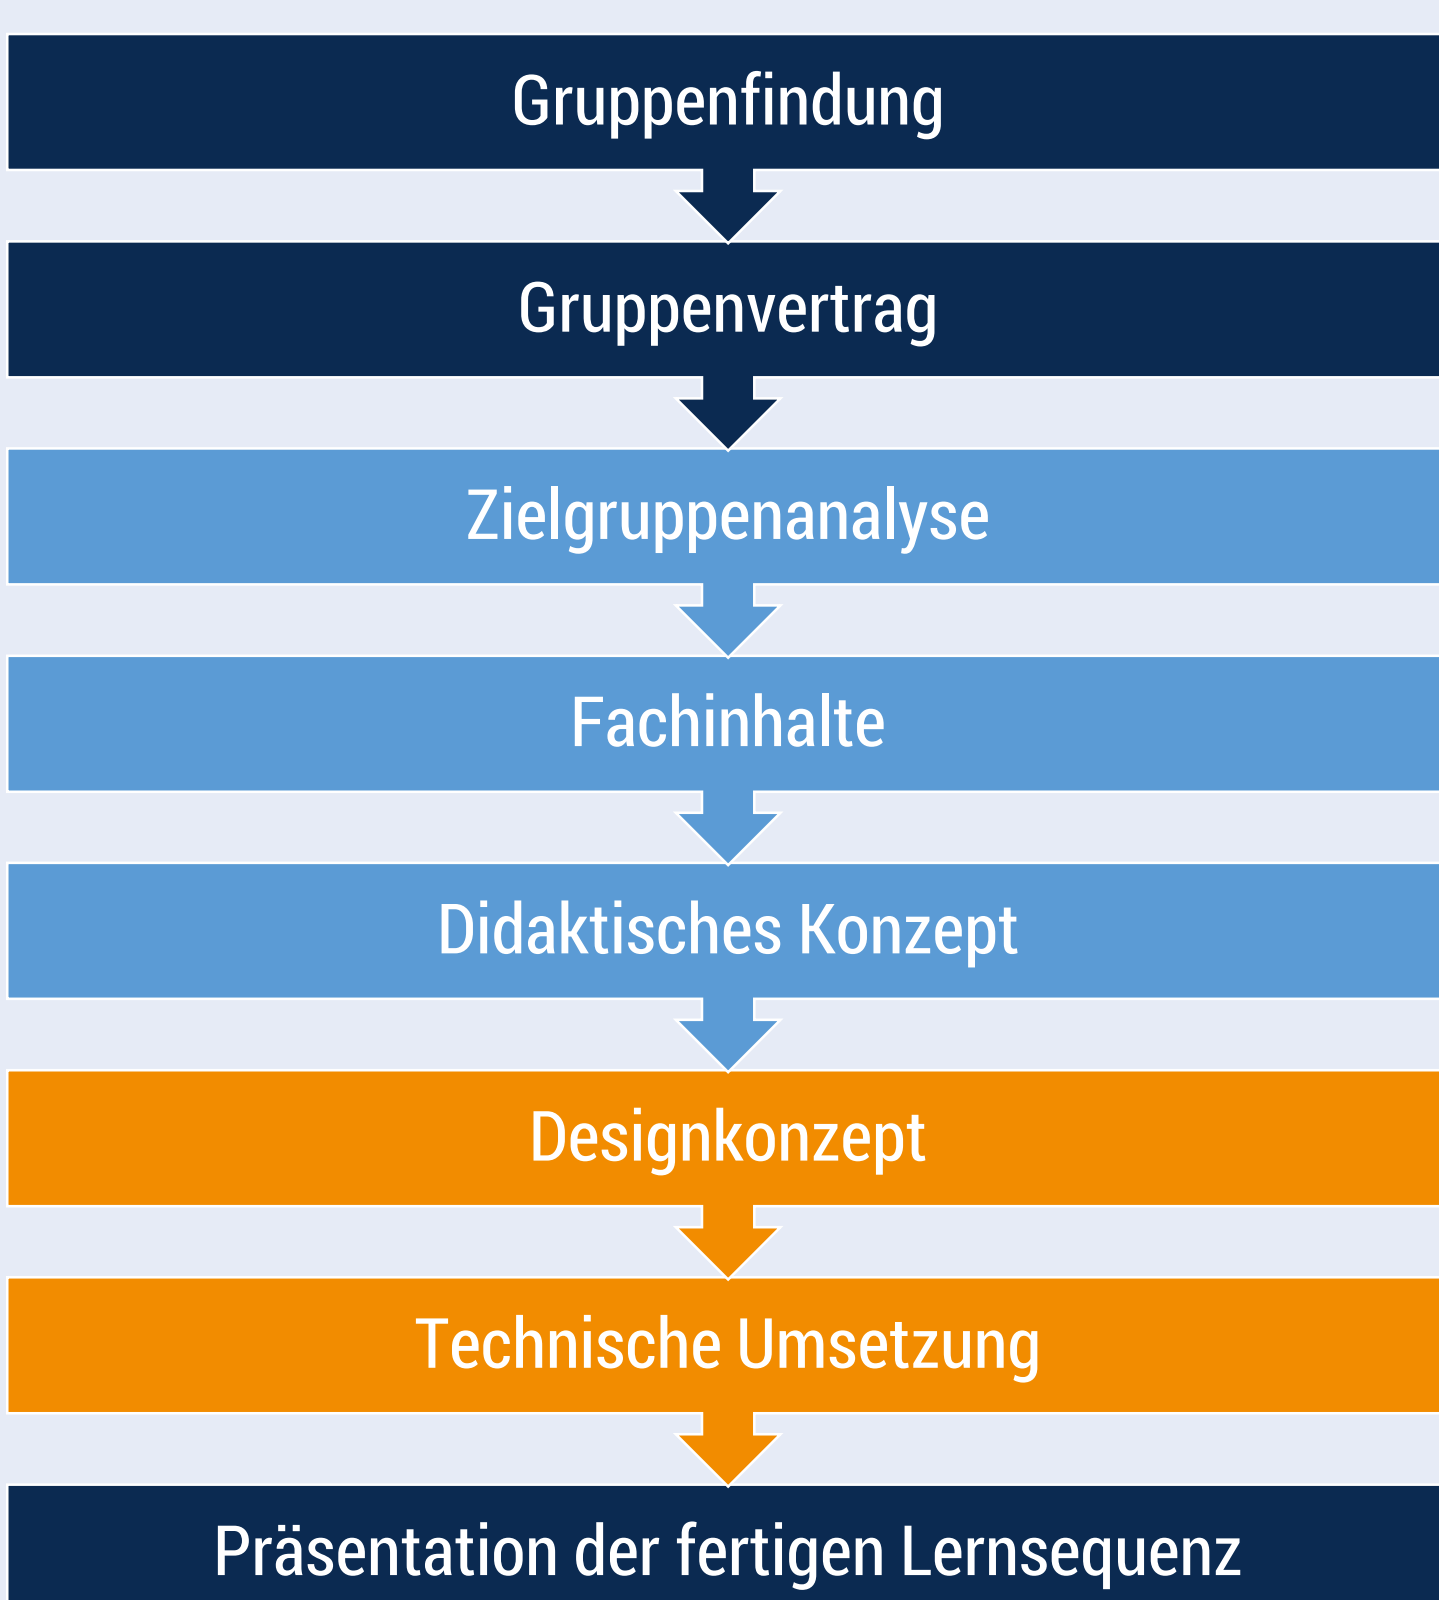 Gruppenfindung
Gruppenvertrag
Zielgruppenanalyse
Fachinhalte
Didaktisches Konzept
Designkonzept
Technische Umsetzung
Präsentation der fertigen Lernsequenz